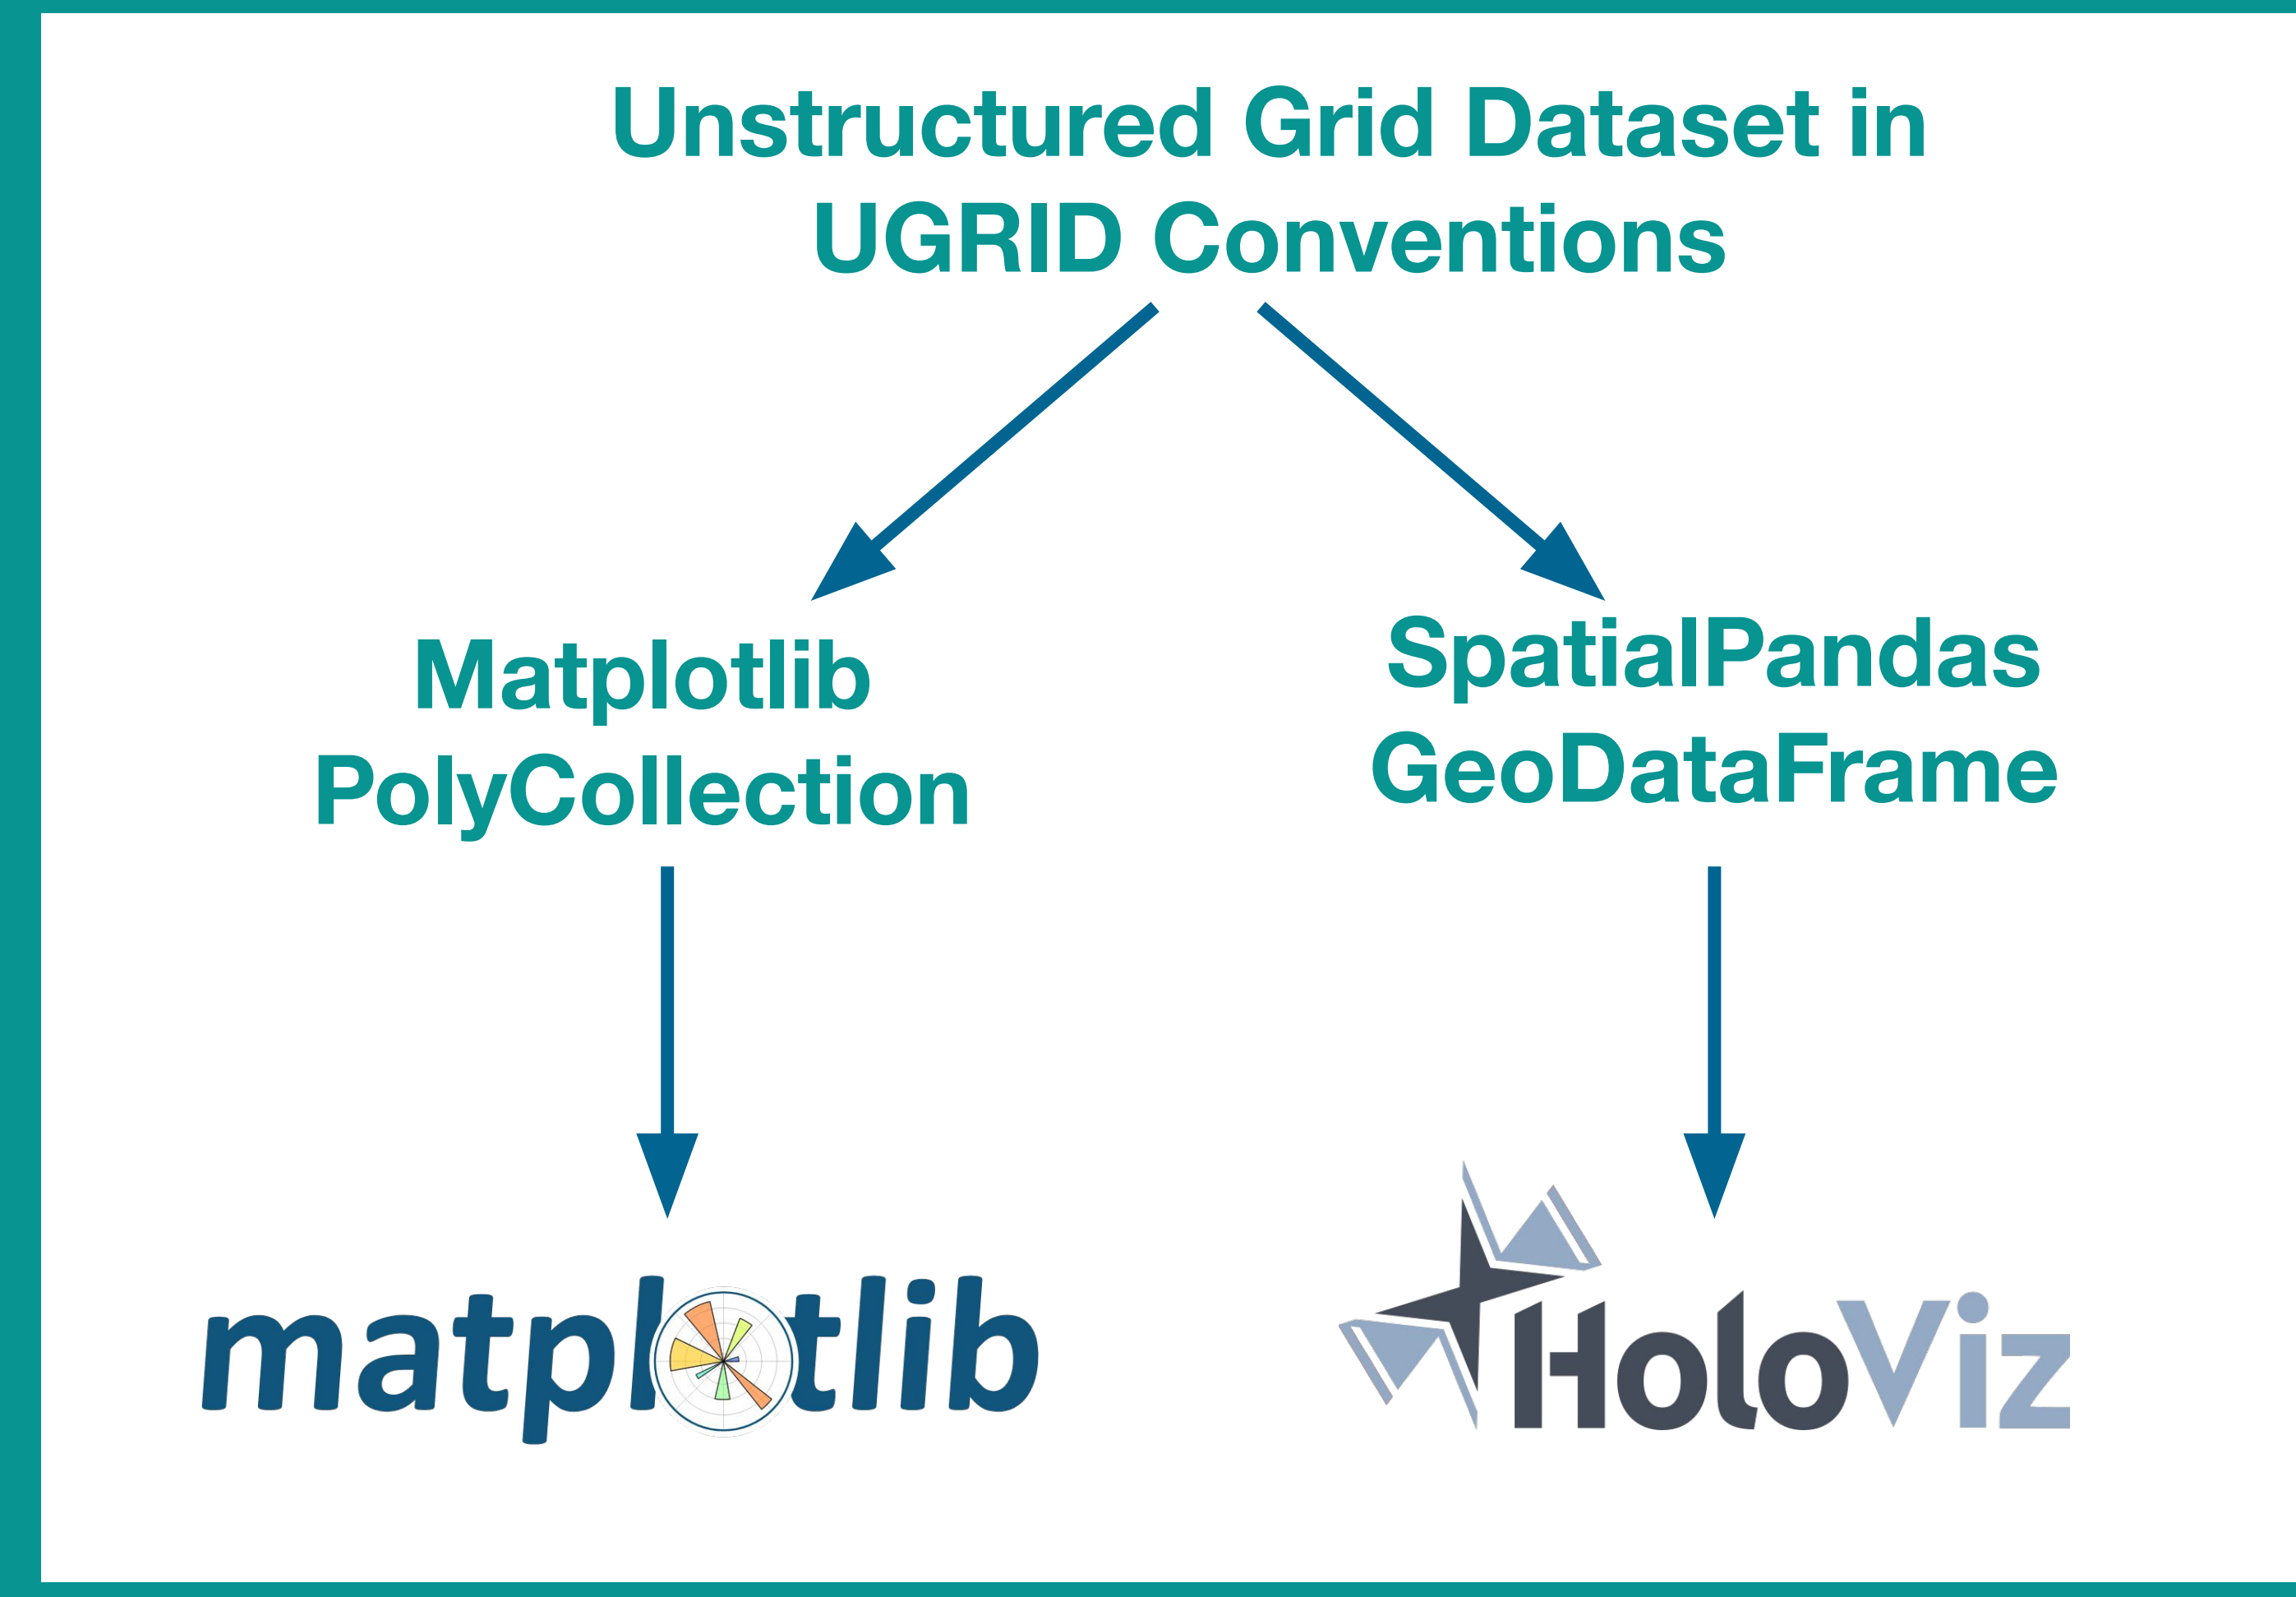 Unstructured Grid Dataset in
UGRID Conventions
Matplotlib
PolyCollection
SpatialPandas
GeoDataFrame
matplotlib
HoloViz